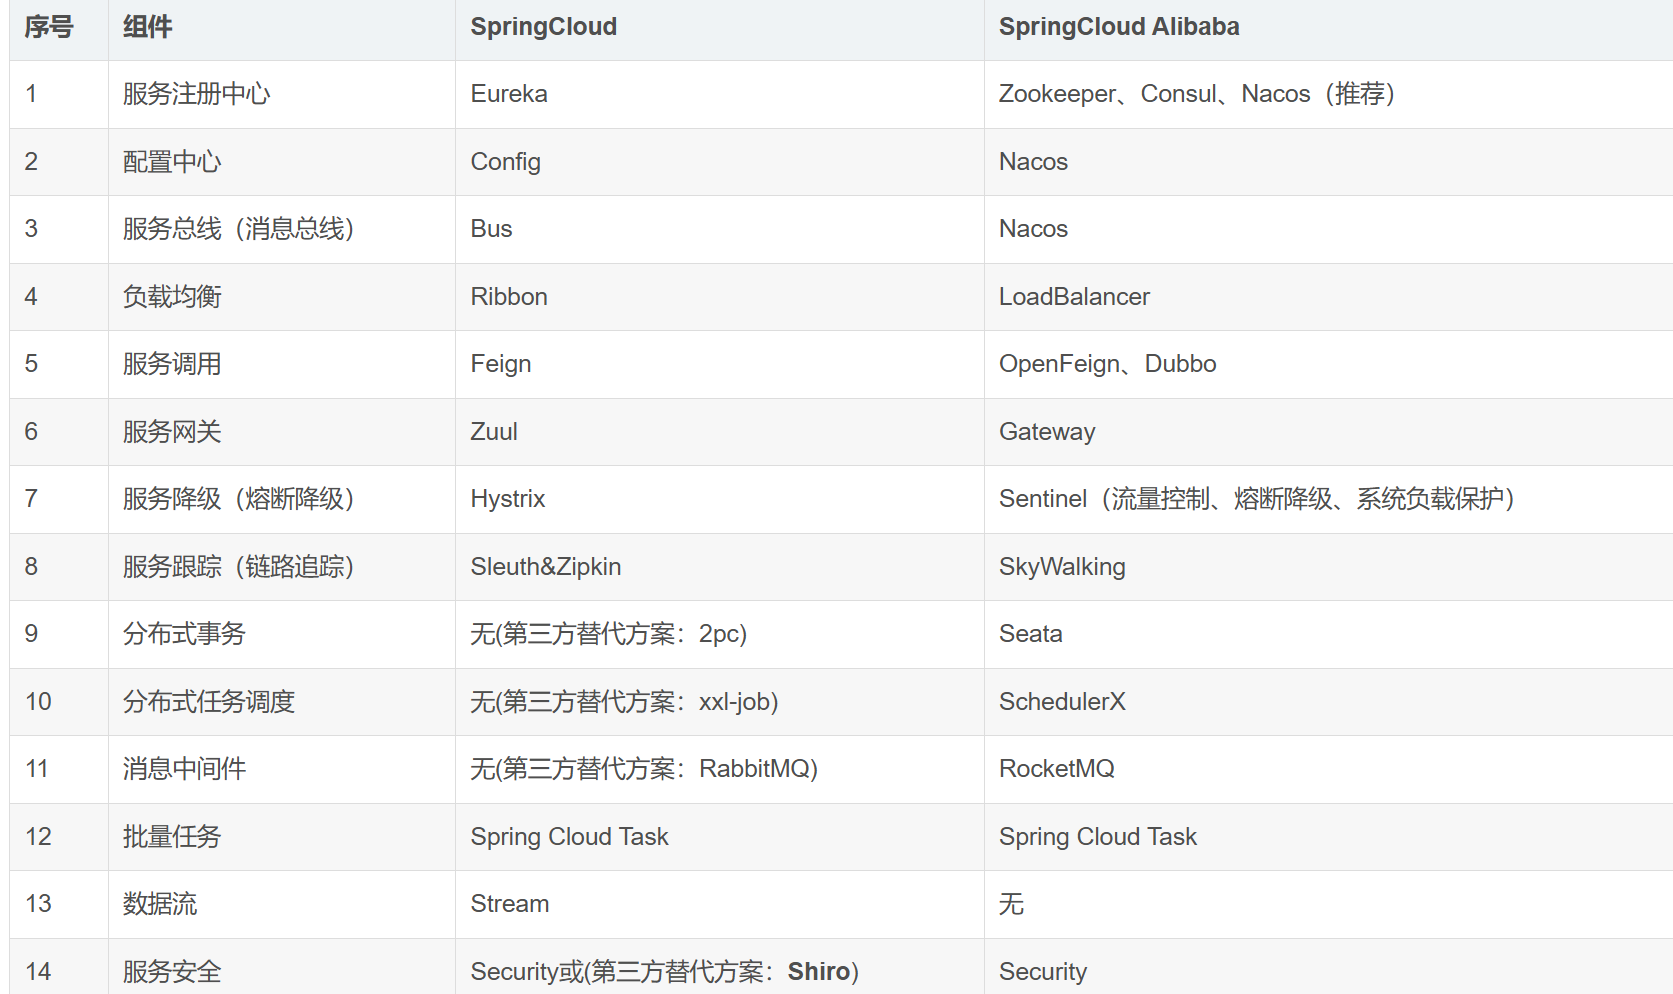 序号 组件 SpringCloud SpringCloud Alibaba
1 服务注册中心 Eureka Zookeeper、Consul、Nacos（推荐）
2 配置中心 Config Nacos
3 服务总线（消息总线） Bus Nacos
4 负载均衡 Ribbon LoadBalancer
5 服务调用 Feign OpenFeign、Dubbo
6 服务网关 Zuul Gateway
7 服务降级（熔断降级） Hystrix Sentinel（流量控制、熔断降级、系统负载保护）
8 服务跟踪（链路追踪） Sleuth&Zipkin SkyWalking
9 分布式事务 无(第三方替代方案：2pc) Seata
10 分布式任务调度 无(第三方替代方案：xxl-job) SchedulerX
11 消息中间件 无(第三方替代方案：RabbitMQ) RocketMQ
12 批量任务 Spring Cloud Task Spring Cloud Task
13 数据流 Stream 无
14 服务安全 Security或(第三方替代方案：Shiro) Security